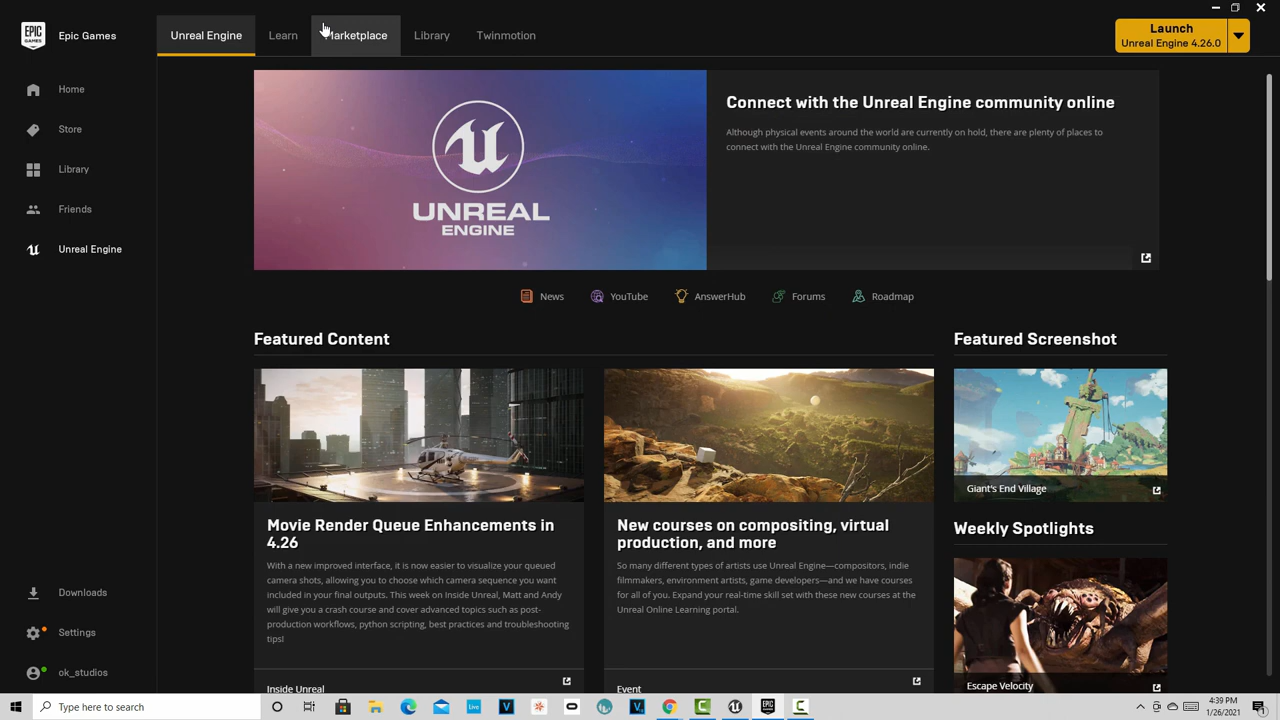 EPIC GAMES
Epic Games
Unreal Engine
Learn
Marketplace
Library
Twinmotion
Launch
Unreal Engine 4.26.0
Home
Store
Library
Friends
Unreal Engine
UNREAL
ENGINE
Connect with the Unreal Engine community online
Although physical events around the world are currently on hold, there are plenty of places to
connect with the Unreal Engine community online.
News
YouTube
AnswerHub
Forums
Roadmap
Featured Content
Featured Screenshot
Giant's End Village
Movie Render Queue Enhancements in
4.26
With a new improved interface, it is now easier to visualize your queued
camera shots, allowing you to choose which camera sequence you want
included in your final outputs. This week on Inside Unreal, Matt and Andy
will give you a crash course and cover advanced topics such as post-
production workflows, python scripting, best practices and troubleshooting
tips!
Inside Unreal
New courses on compositing, virtual
production, and more
So many different types of artists use Unreal Engine—compositors, indie
filmmakers, environment artists, game developers—and we have courses
for all of you. Expand your real-time skill set with these new courses at the
Unreal Online Learning portal.
Event
Weekly Spotlights
Escape Velocity
Downloads
Settings
ok_studios
Type here to search
Live
4:39 PM
1/26/2021